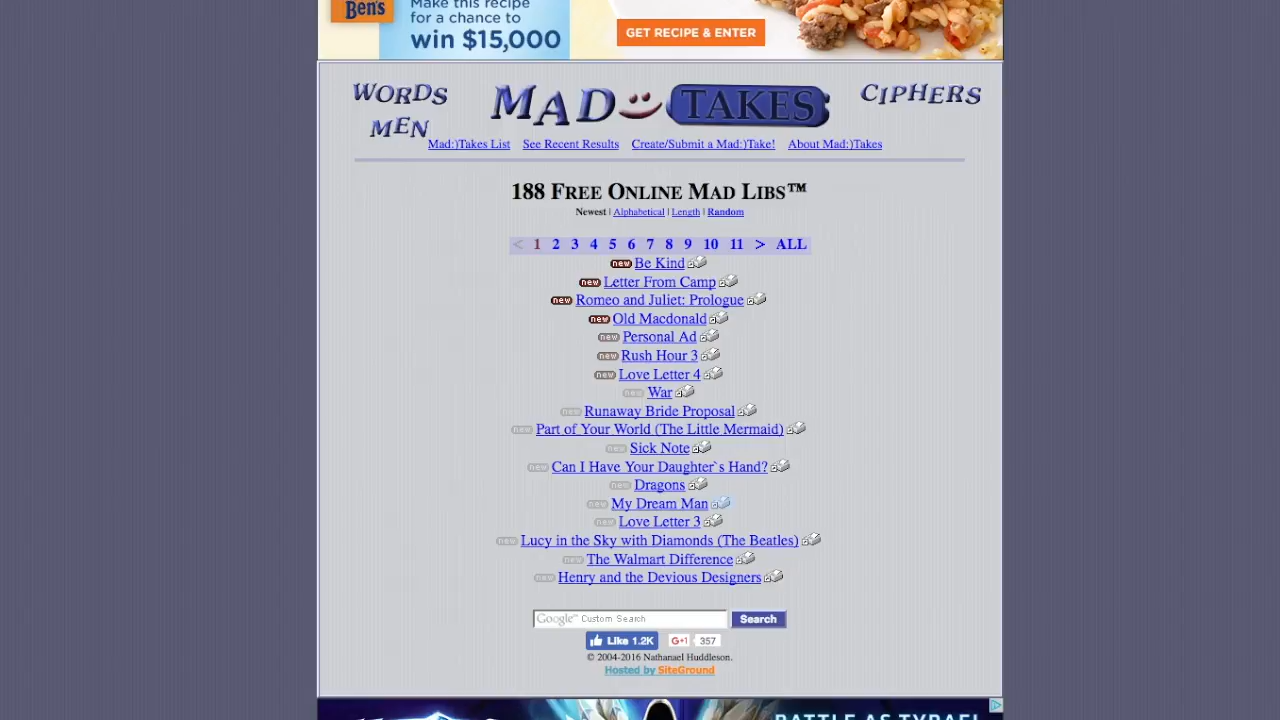 Ben's
Make this recipe
for a chance to
win $15,000
GET RECIPE & ENTER
WORDS
MEN
MAD TAKES
CIPHERS
Mad:)Takes List See Recent Results Create/Submit a Mad:)Take! About Mad:)Takes
188 FREE ONLINE MAD LIBS™
Newest | Alphabetical | Length | Random
< 1 2 3 4 5 6 7 8 9 10 11 > ALL
new Be Kind
new Letter From Camp
new Romeo and Juliet: Prologue
new Old Macdonald
new Personal Ad
new Rush Hour 3
new Love Letter 4
new War
new Runaway Bride Proposal
new Part of Your World (The Little Mermaid)
new Sick Note
new Can I Have Your Daughter`s Hand?
new Dragons
new My Dream Man
new Love Letter 3
new Lucy in the Sky with Diamonds (The Beatles)
new The Walmart Difference
new Henry and the Devious Designers
Google™ Custom Search Search
Like 1.2K G+1 357
© 2004-2016 Nathanael Huddleson.
Hosted by SiteGround
BATTLE AS TYRAEL